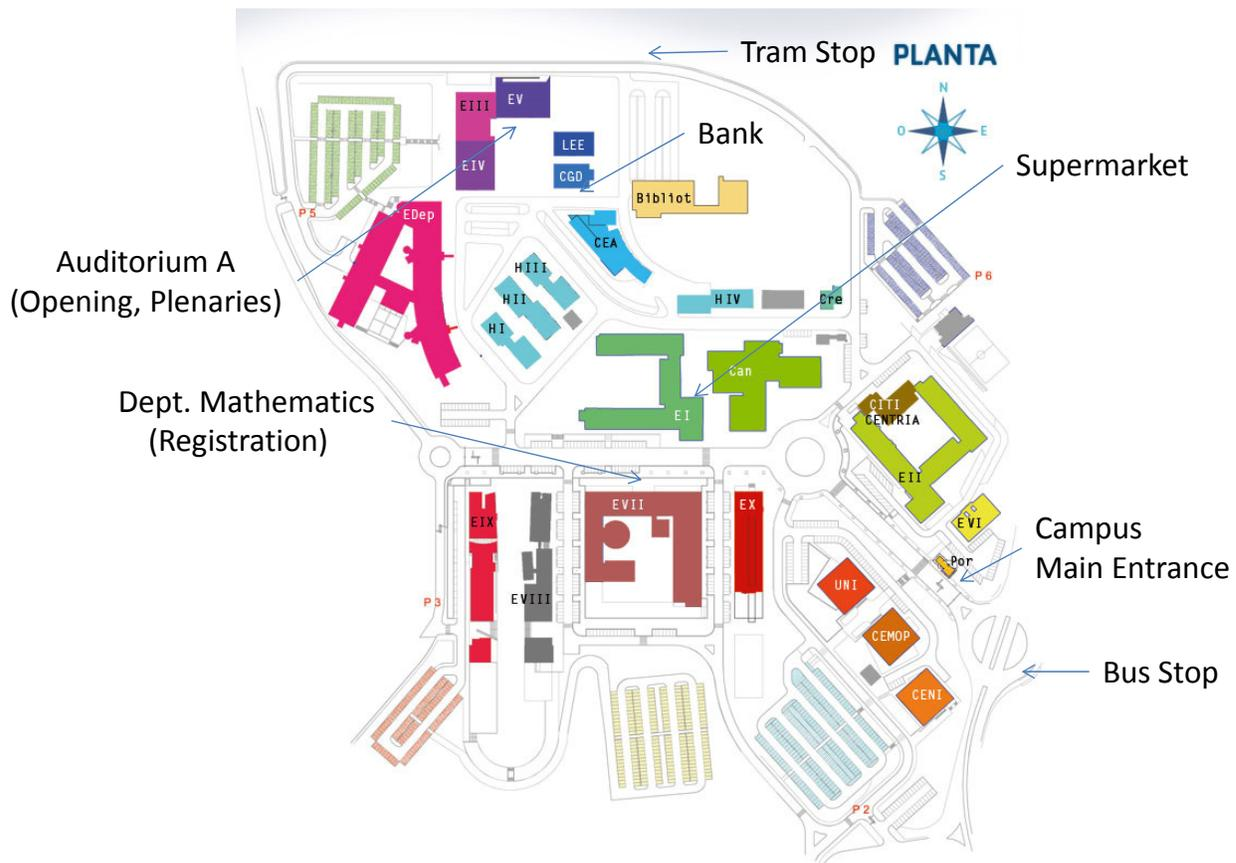 Tram Stop
PLANTA
N
O
E
S
EIII
EV
EIV
LEE
CGD
Bank
Bibliot
Supermarket
P5
EDep
CEA
Auditorium A
(Opening, Plenaries)
HIII
HII
HI
HIV
Cre
P6
Can
EI
Dept. Mathematics
(Registration)
CITI
CENTRIA
EII
EVII
EX
EIX
EVI
Campus
Main Entrance
Por
EVIII
UNI
P3
CEMOP
Bus Stop
CENI
P2